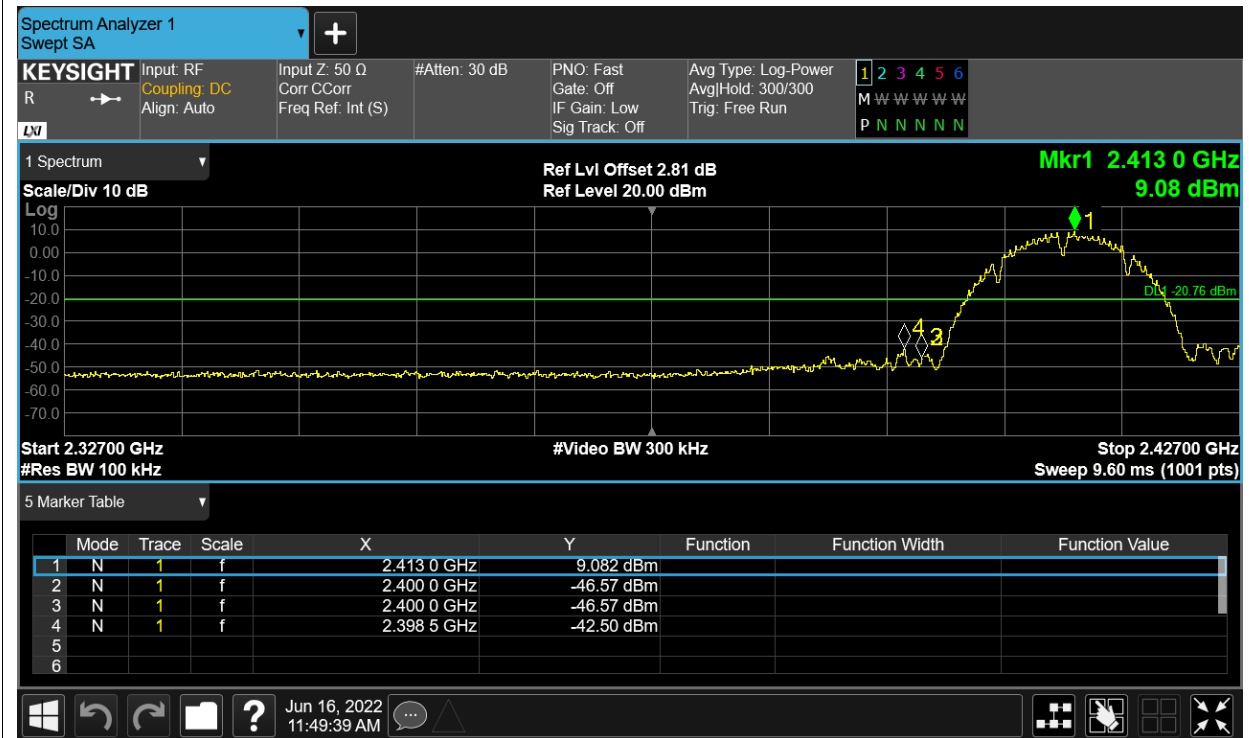 Spectrum Analyzer 1
Swept SA
+
KEYSIGHT Input: RF Input Z: 50 Ω #Atten: 30 dB PNO: Fast Avg Type: Log-Power 1 2 3 4 5 6
R Coupling: DC Corr CCorr Gate: Off Avg|Hold: 300/300 M W W W W W
Align: Auto Freq Ref: Int (S) IF Gain: Low Trig: Free Run
LXI Sig Track: Off P N N N N N
1 Spectrum Ref Lvl Offset 2.81 dB Mkr1 2.413 0 GHz
Scale/Div 10 dB Ref Level 20.00 dBm 9.08 dBm
Log
1
10.0
0.00
-10.0
-20.0 DL1 -20.76 dBm
-30.0
-40.0 4
-50.0
-60.0
-70.0
Start 2.32700 GHz #Video BW 300 kHz Stop 2.42700 GHz
#Res BW 100 kHz Sweep 9.60 ms (1001 pts)
5 Marker Table
Mode Trace Scale X Y Function Function Width Function Value
1 N 1 f 2.413 0 GHz 9.082 dBm
2 N 1 f 2.400 0 GHz -46.57 dBm
3 N 1 f 2.400 0 GHz -46.57 dBm
4 N 1 f 2.398 5 GHz -42.50 dBm
5
6
? Jun 16, 2022
11:49:39 AM